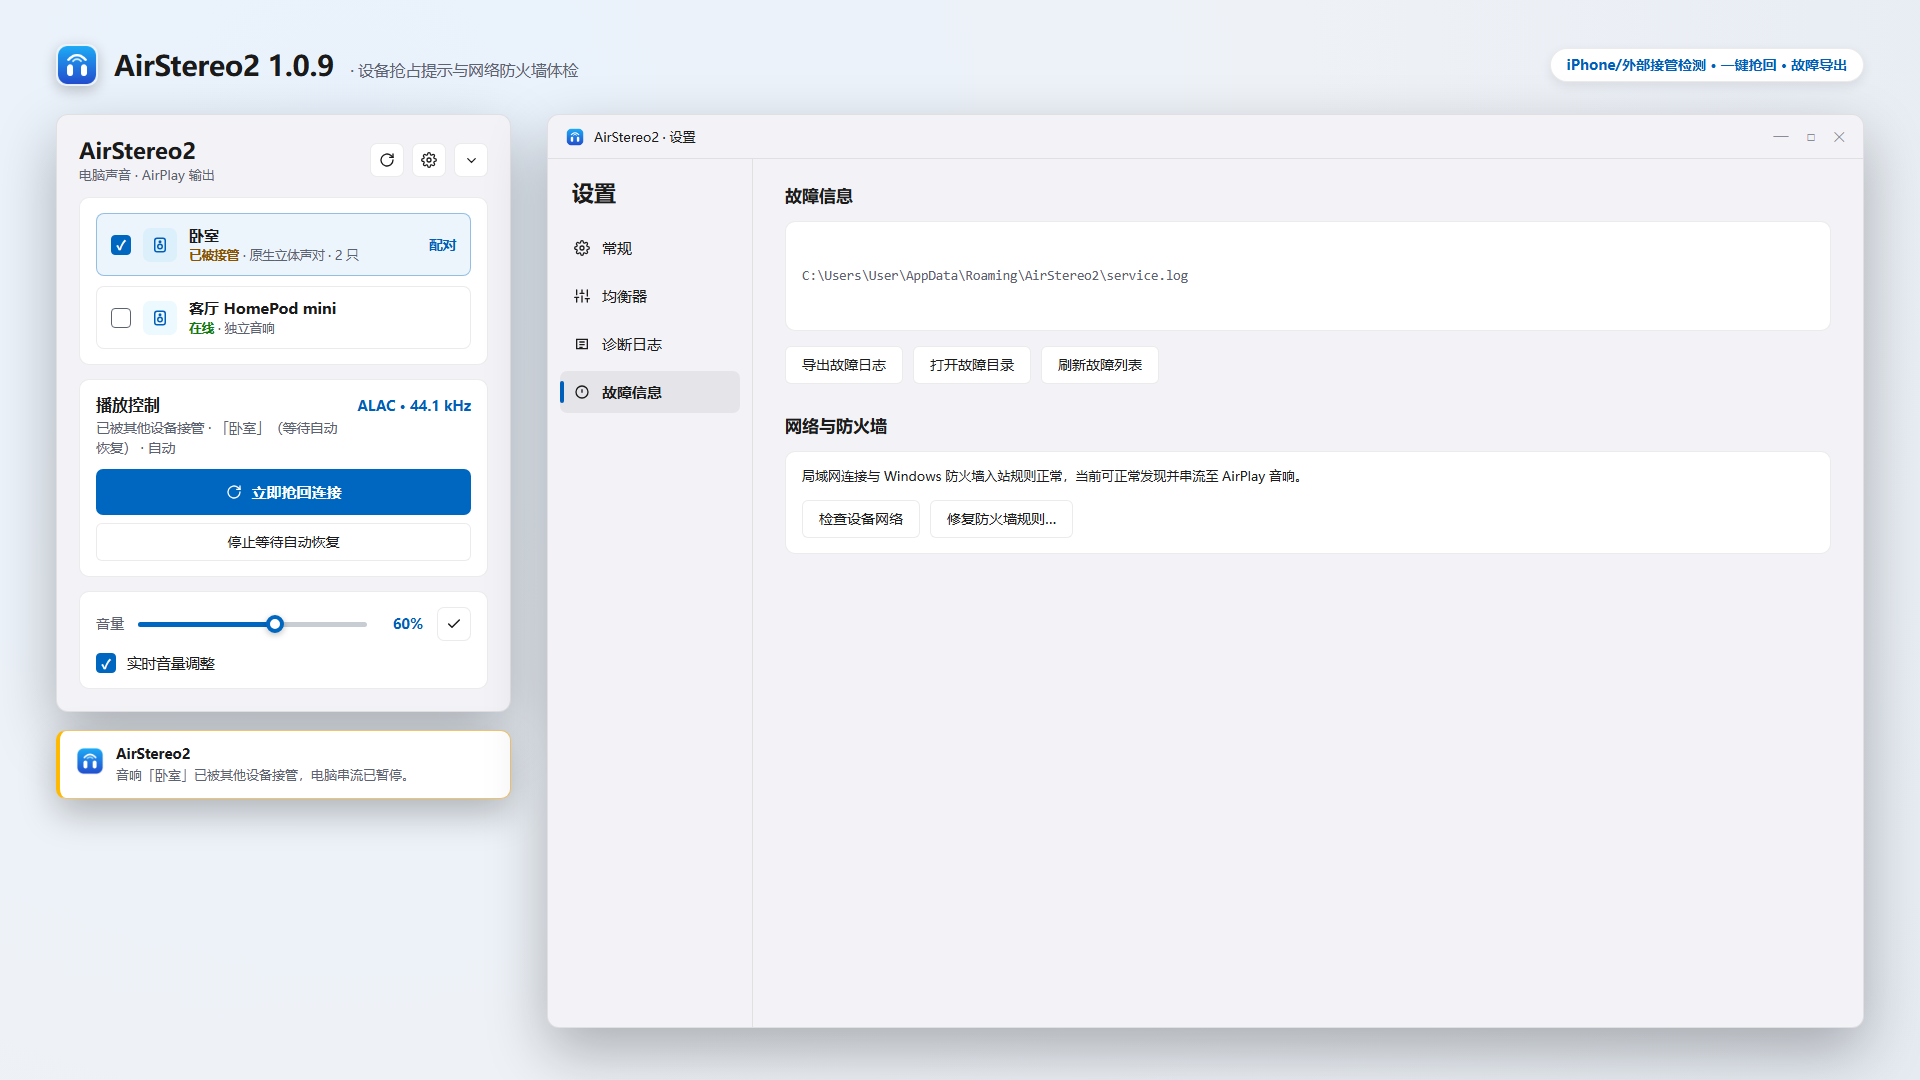 AirStereo2 1.0.9 · 设备抢占提示与网络防火墙体检
iPhone/外部接管检测 • 一键抢回 • 故障导出
AirStereo2
电脑声音 · AirPlay 输出
卧室
已被接管 · 原生立体声对 · 2 只
配对
客厅 HomePod mini
在线 · 独立音响
播放控制
ALAC • 44.1 kHz
已被其他设备接管 · 「卧室」（等待自动
恢复） · 自动
立即抢回连接
停止等待自动恢复
音量
60%
实时音量调整
AirStereo2
音响「卧室」已被其他设备接管，电脑串流已暂停。
AirStereo2 · 设置
设置
常规
均衡器
诊断日志
故障信息
故障信息
C:\Users\User\AppData\Roaming\AirStereo2\service.log
导出故障日志
打开故障目录
刷新故障列表
网络与防火墙
局域网连接与 Windows 防火墙入站规则正常，当前可正常发现并串流至 AirPlay 音响。
检查设备网络
修复防火墙规则...